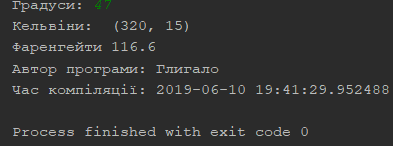 Градуси: 47
Кельвіни:  (320, 15)
Фаренгейти 116.6
Автор програми: Глигало
Час компіляції: 2019-06-10 19:41:29.952488
Process finished with exit code 0